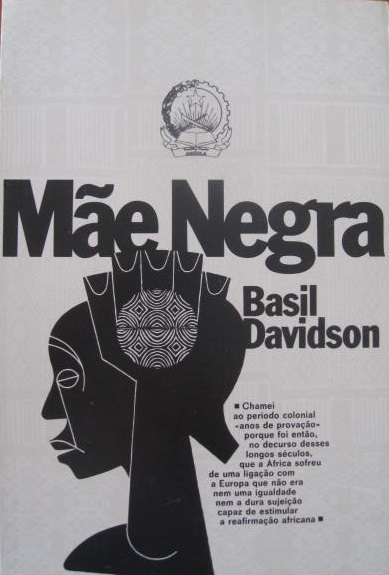 ANGOLA
Mãe Negra
Basil
Davidson
▪ Chamei
ao periodo colonial
«anos de provação»
porque foi então,
no decurso desses
longos séculos,
que a África sofreu
de uma ligação com
a Europa que não era
nem uma igualdade
nem a dura sujeição
capaz de estimular
a reafirmação africana ▪